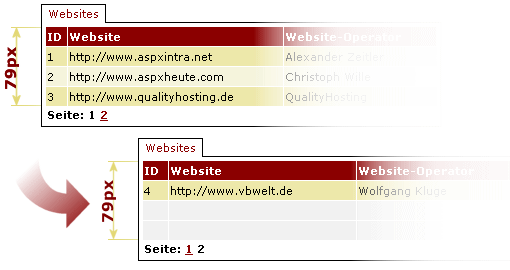 Websites
79px
ID Website Website-Operator
1 http://www.aspxintra.net Alexander Zeitler
2 http://www.aspxheute.com Christoph Wille
3 http://www.qualityhosting.de QualityHosting
Seite: 1 2
Websites
79px
ID Website Website-Operator
4 http://www.vbwelt.de Wolfgang Kluge
Seite: 1 2